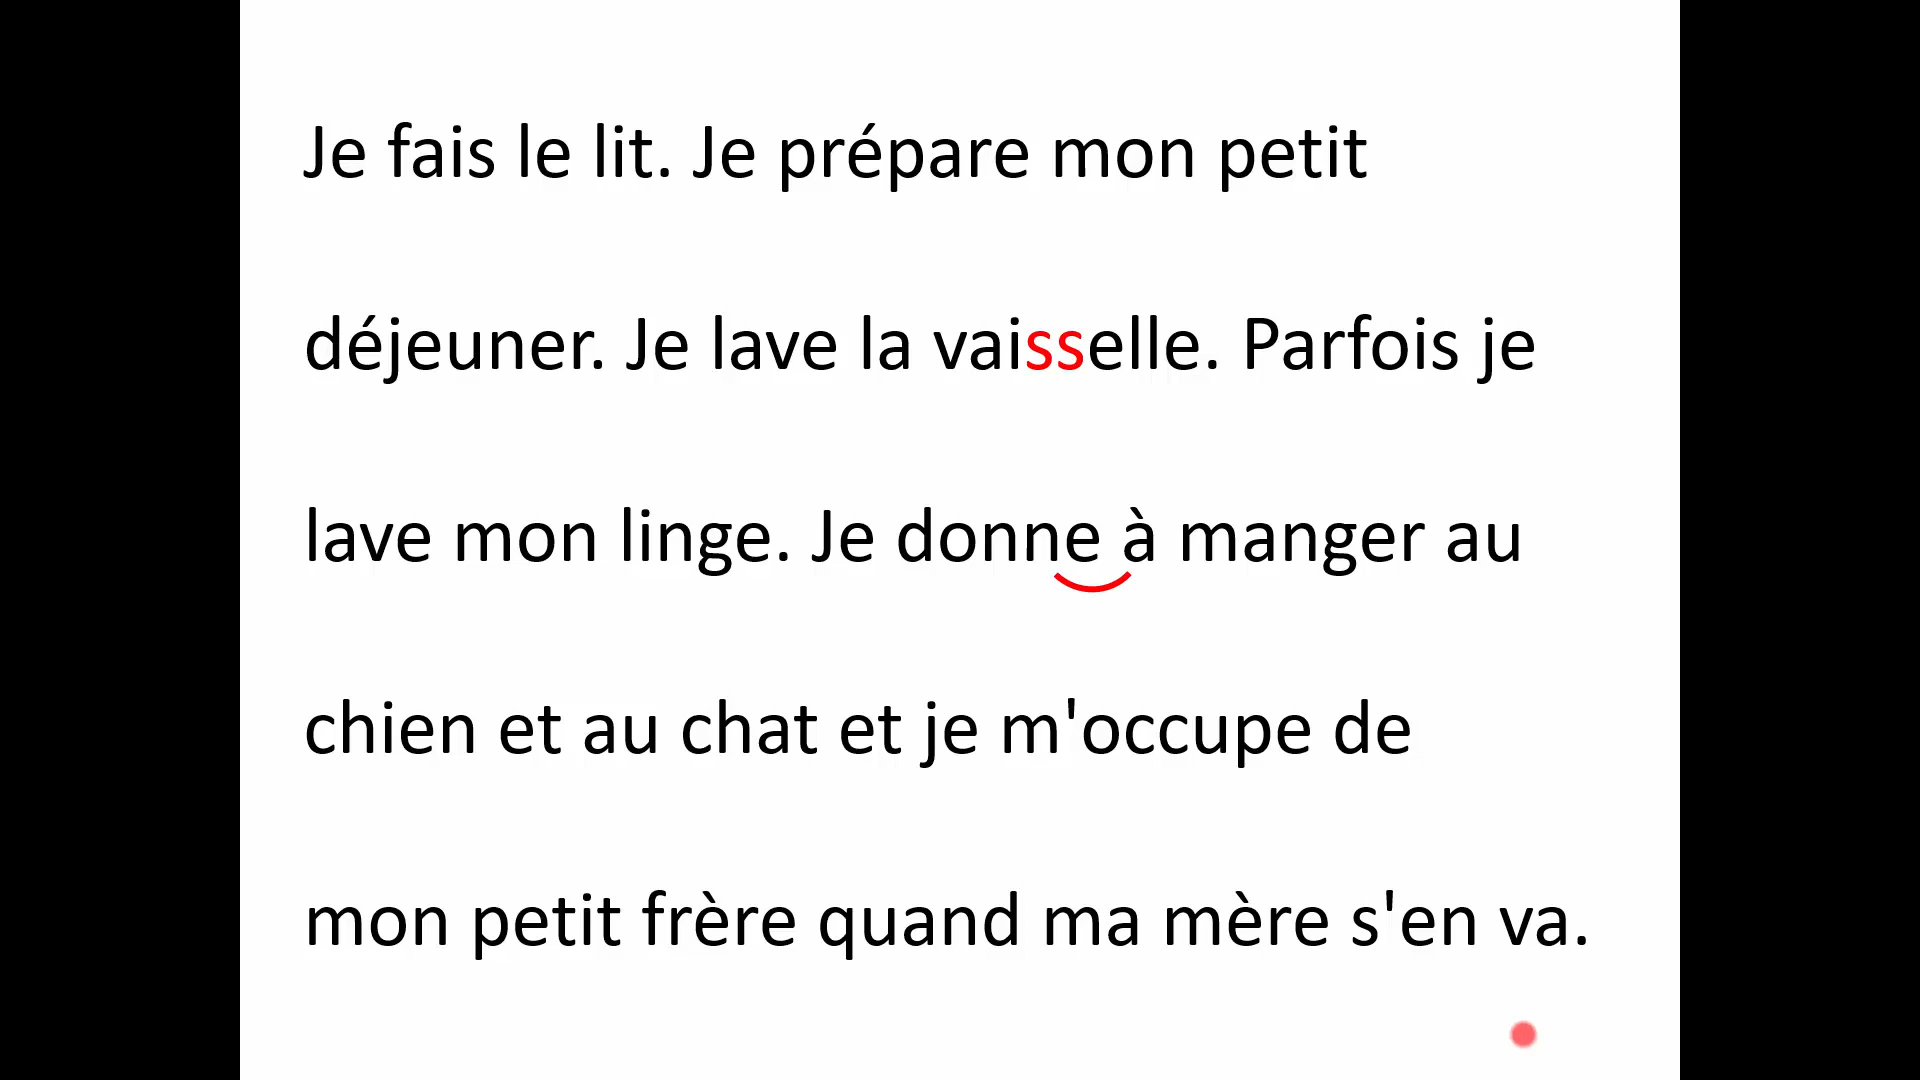 Je fais le lit. Je prépare mon petit
déjeuner. Je lave la vaisselle. Parfois je
lave mon linge. Je donne à manger au
chien et au chat et je m'occupe de
mon petit frère quand ma mère s'en va.